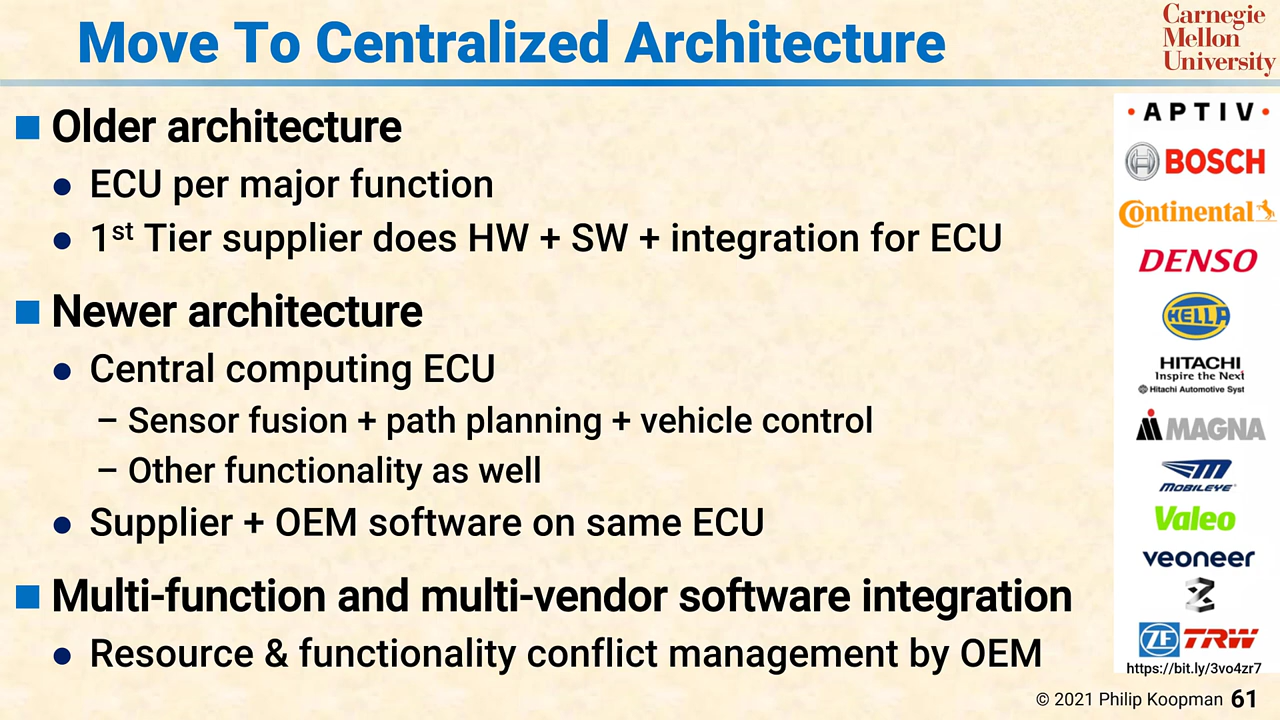 Move To Centralized Architecture
Carnegie
Mellon
University
■ Older architecture
● ECU per major function
● 1st Tier supplier does HW + SW + integration for ECU
■ Newer architecture
● Central computing ECU
– Sensor fusion + path planning + vehicle control
– Other functionality as well
● Supplier + OEM software on same ECU
■ Multi-function and multi-vendor software integration
● Resource & functionality conflict management by OEM
• APTIV •
BOSCH
Continental
DENSO
HELLA
HITACHI
Inspire the Next
Hitachi Automotive Syst
MAGNA
MOBILEYE
Valeo
veoneer
ZF TRW
https://bit.ly/3vo4zr7
© 2021 Philip Koopman 61